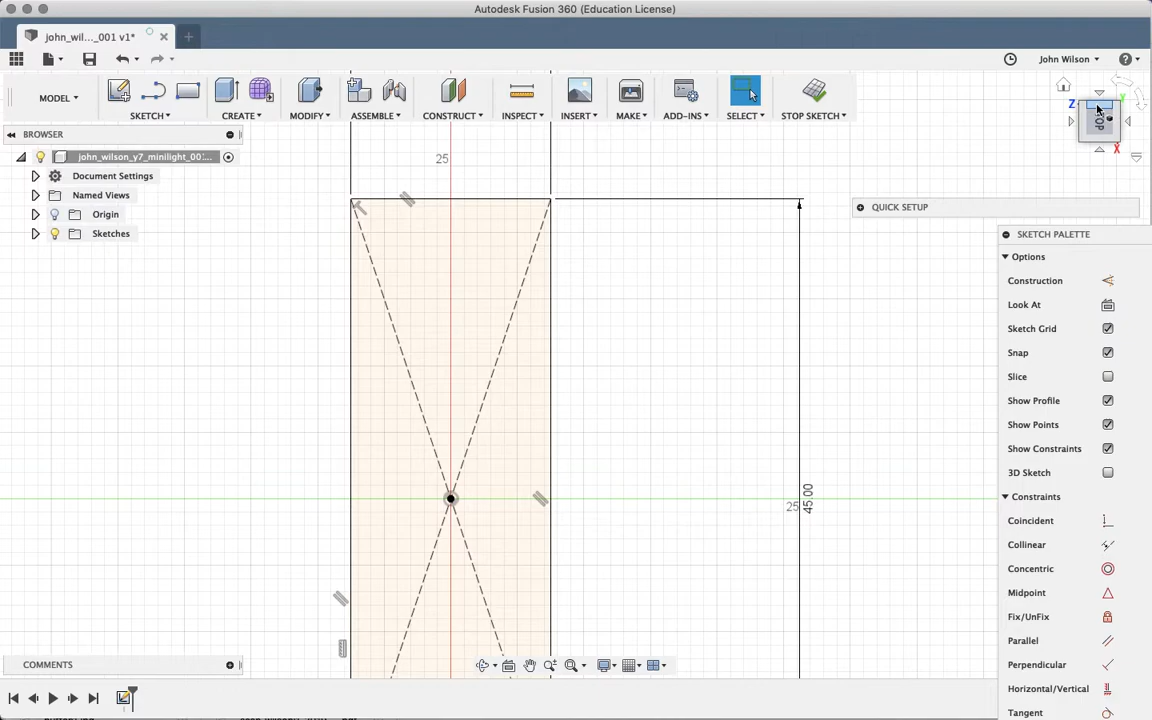 Autodesk Fusion 360 (Education License)
john_wil..._001 v1*
John Wilson
MODEL
SKETCH
CREATE
MODIFY
ASSEMBLE
CONSTRUCT
INSPECT
INSERT
MAKE
ADD-INS
SELECT
STOP SKETCH
Z
Y
TOP
X
BROWSER
Document Settings
Named Views
Origin
Sketches
25
QUICK SETUP
SKETCH PALETTE
Options
Construction
Look At
Sketch Grid
Snap
Slice
Show Profile
Show Points
Show Constraints
3D Sketch
Constraints
Coincident
Collinear
Concentric
Midpoint
Fix/UnFix
Parallel
Perpendicular
Horizontal/Vertical
Tangent
25
45.00
COMMENTS